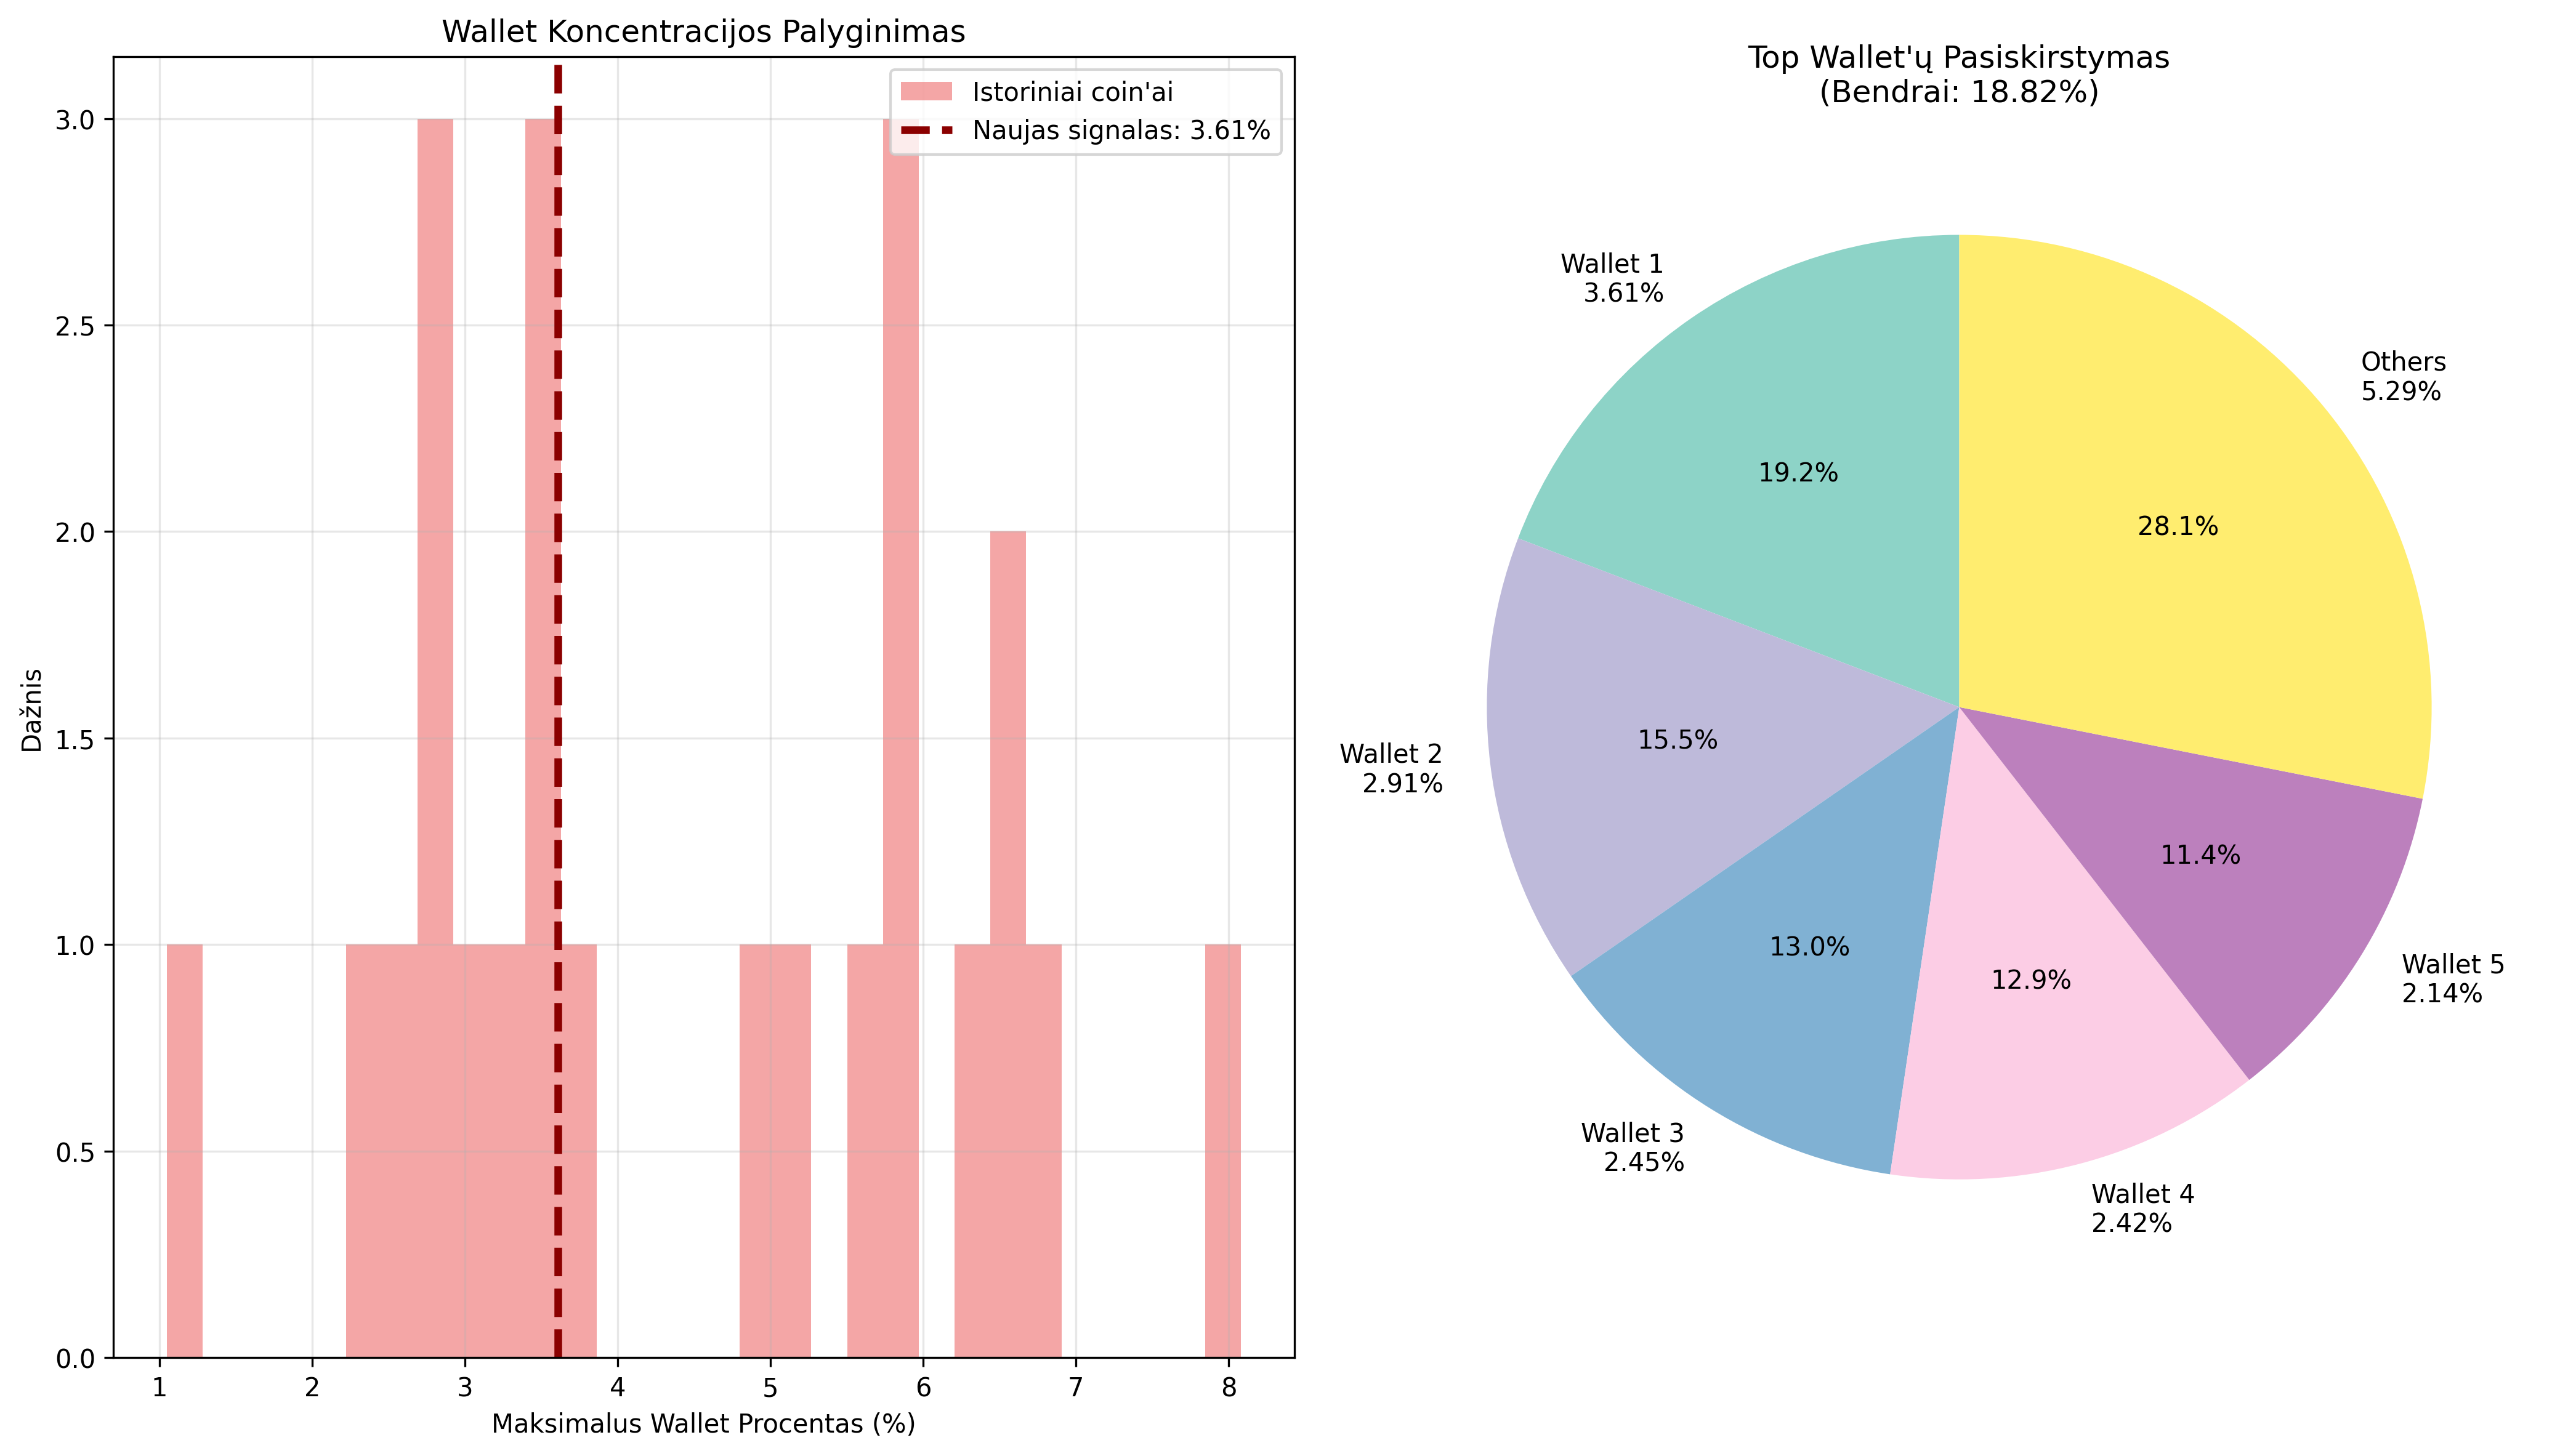 Wallet Koncentracijos Palyginimas
Istoriniai coin'ai
Naujas signalas: 3.61%
3.0
2.5
2.0
1.5
1.0
0.5
0.0
Dažnis
1 2 3 4 5 6 7 8
Maksimalus Wallet Procentas (%)
Top Wallet'ų Pasiskirstymas
(Bendrai: 18.82%)
Wallet 1
3.61%
19.2%
Wallet 2
2.91%
15.5%
Wallet 3
2.45%
13.0%
Wallet 4
2.42%
12.9%
Wallet 5
2.14%
11.4%
Others
5.29%
28.1%